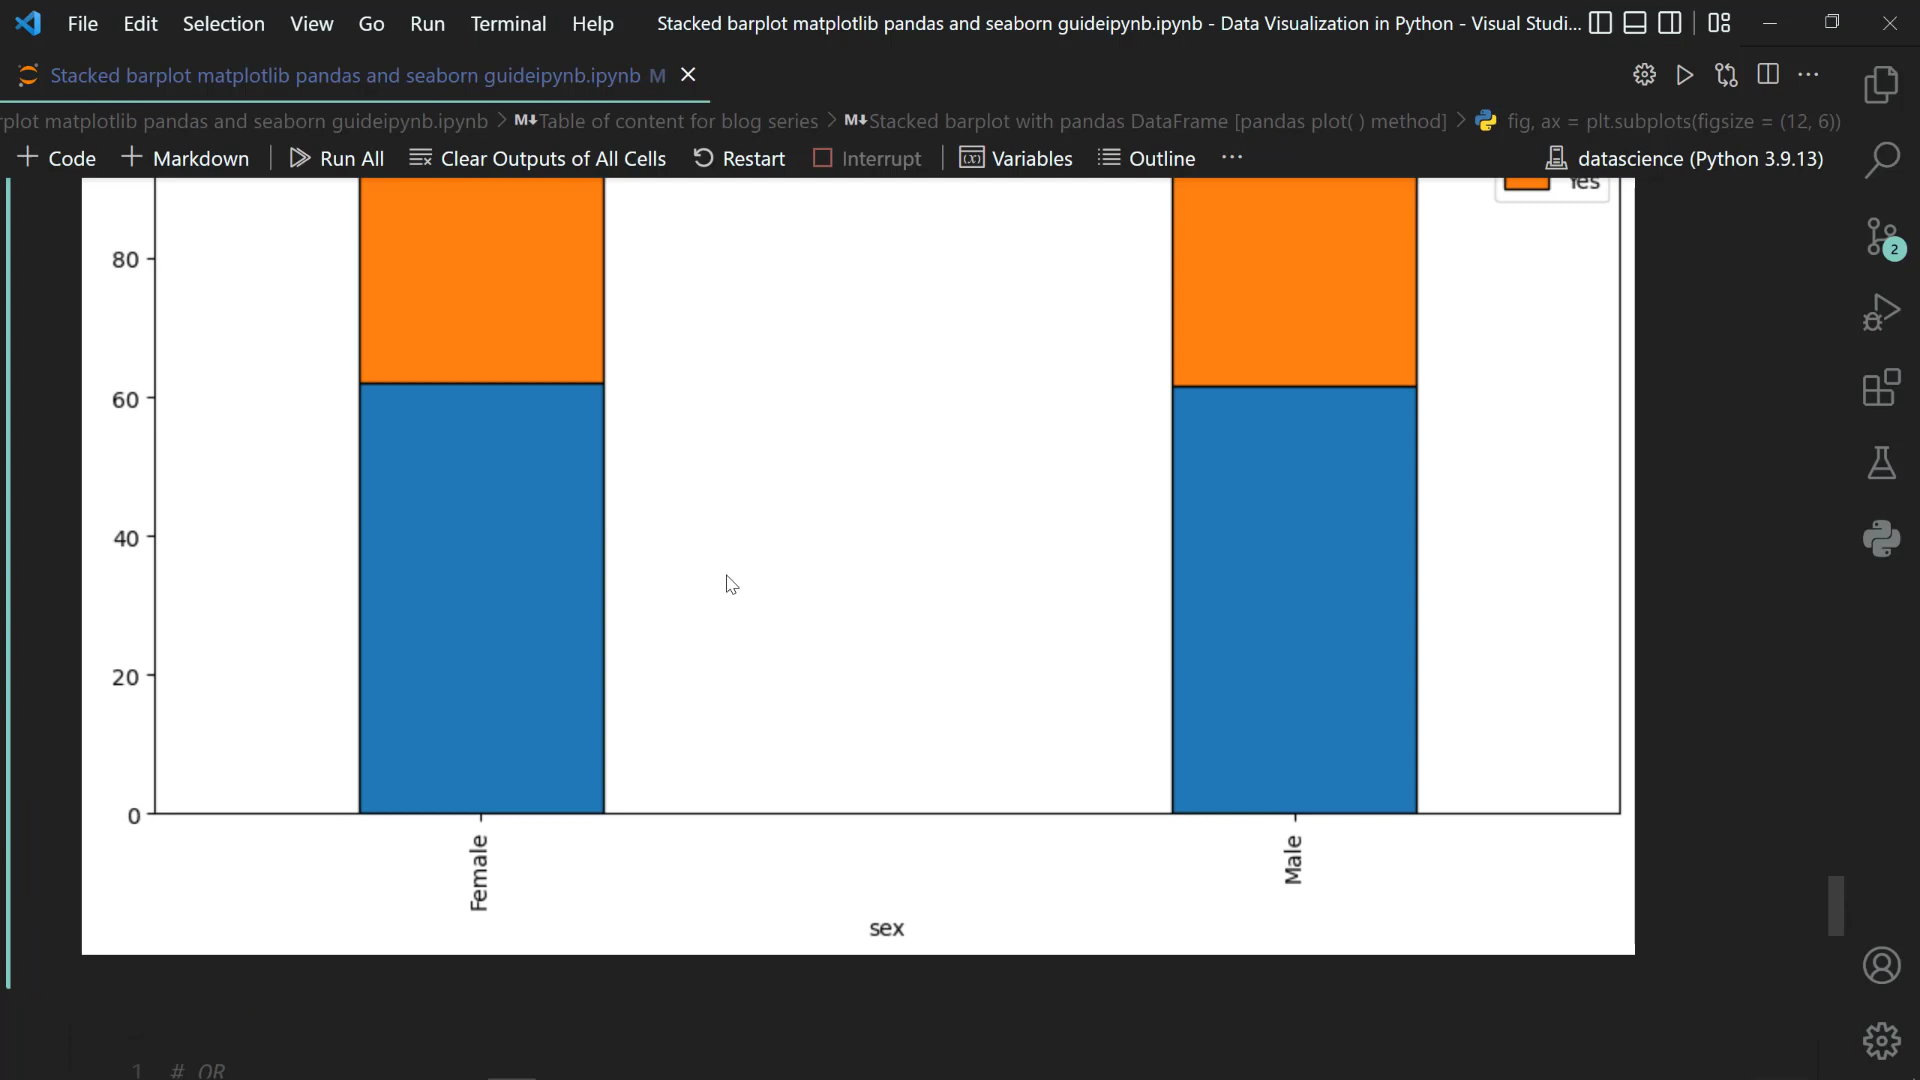 File Edit Selection View Go Run Terminal Help Stacked barplot matplotlib pandas and seaborn guideipynb.ipynb - Data Visualization in Python - Visual Studi...
Stacked barplot matplotlib pandas and seaborn guideipynb.ipynb M
rplot matplotlib pandas and seaborn guideipynb.ipynb > M↓Table of content for blog series > M↓Stacked barplot with pandas DataFrame [pandas plot( ) method] > fig, ax = plt.subplots(figsize = (12, 6))
+ Code + Markdown Run All Clear Outputs of All Cells Restart Interrupt Variables Outline ... datascience (Python 3.9.13)
Yes
80
60
40
20
0
Female
Male
sex
2
1 # OR